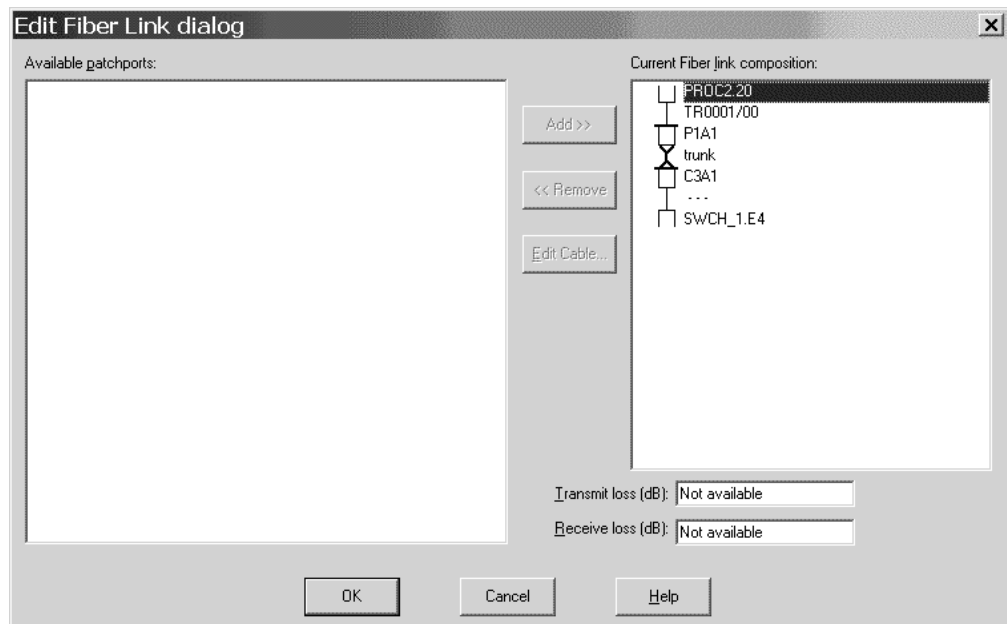 Edit Fiber Link dialog
Available patchports:
Current Fiber link composition:
PROC2.20
TR0001/00
P1A1
trunk
C3A1
---
SWCH_1.E4
Add >>
<< Remove
Edit Cable...
Transmit loss (dB): Not available
Receive loss (dB): Not available
OK Cancel Help